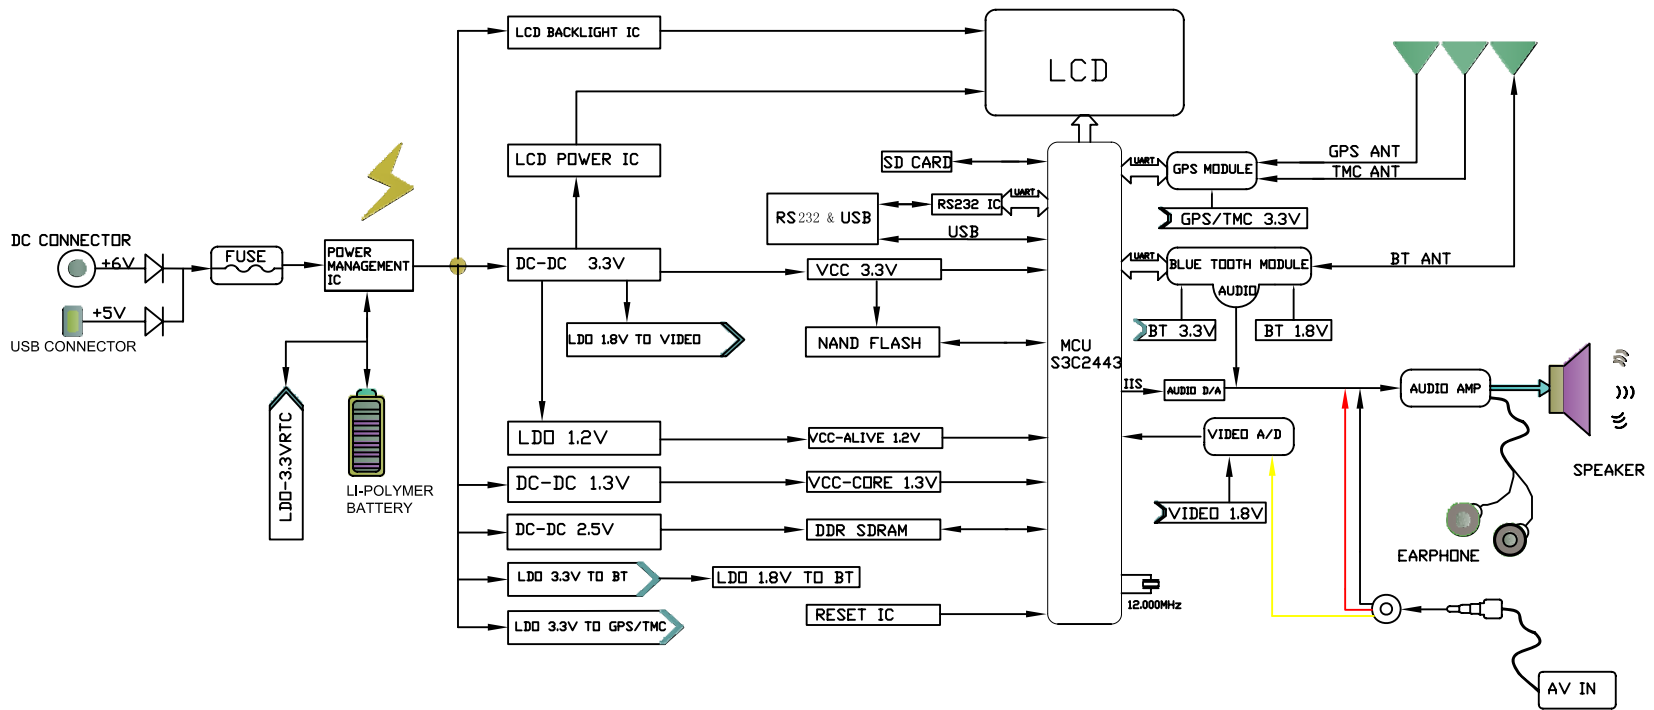 LCD BACKLIGHT IC
LCD
LCD POWER IC
SD CARD
UART
GPS MODULE
GPS ANT
TMC ANT
RS232 & USB
RS232 IC
UART
USB
GPS/TMC 3.3V
DC CONNECTOR
+6V
FUSE
POWER
MANAGEMENT
IC
DC-DC 3.3V
VCC 3.3V
UART
BLUE TOOTH MODULE
AUDIO
BT ANT
+5V
USB CONNECTOR
LDO 1.8V TO VIDEO
NAND FLASH
MCU
S3C2443
BT 3.3V
BT 1.8V
IIS
AUDIO D/A
AUDIO AMP
LDO-3.3VRTC
LI-POLYMER
BATTERY
LDO 1.2V
VCC-ALIVE 1.2V
VIDEO A/D
SPEAKER
DC-DC 1.3V
VCC-CORE 1.3V
VIDEO 1.8V
DC-DC 2.5V
DDR SDRAM
EARPHONE
LDO 3.3V TO BT
LDO 1.8V TO BT
12.000MHz
RESET IC
LDO 3.3V TO GPS/TMC
AV IN